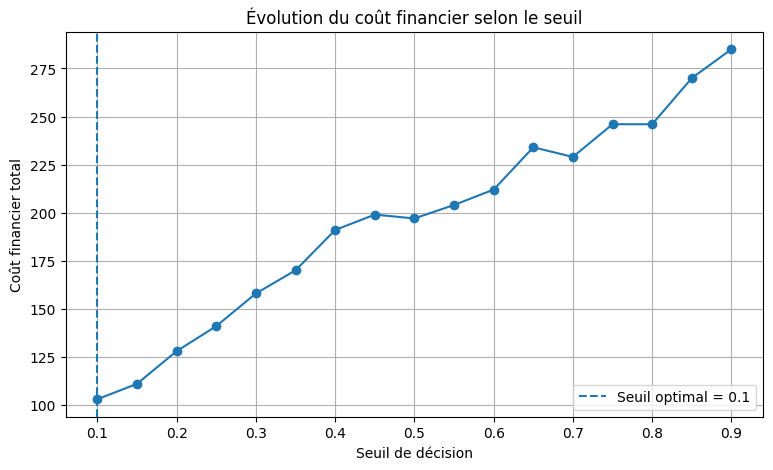 Évolution du coût financier selon le seuil
Coût financier total
275
250
225
200
175
150
125
100
0.1 0.2 0.3 0.4 0.5 0.6 0.7 0.8 0.9
Seuil de décision
Seuil optimal = 0.1